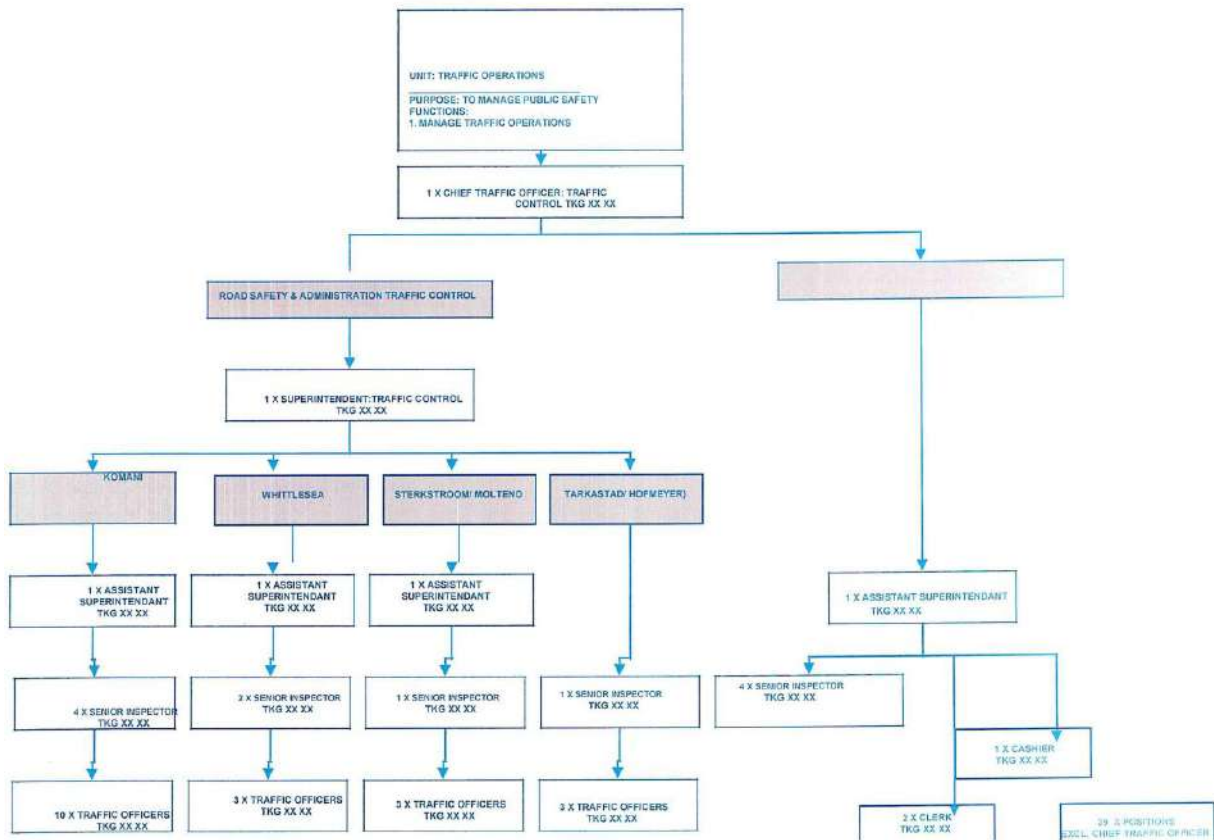 UNIT: TRAFFIC OPERATIONS
PURPOSE: TO MANAGE PUBLIC SAFETY
FUNCTIONS:
1. MANAGE TRAFFIC OPERATIONS
1 X CHIEF TRAFFIC OFFICER: TRAFFIC
CONTROL TKG XX XX
ROAD SAFETY & ADMINISTRATION TRAFFIC CONTROL
1 X SUPERINTENDENT:TRAFFIC CONTROL
TKG XX XX
KOMANI
WHITTLESEA
STERKSTROOM/ MOLTENO
TARKASTAD/ HOFMEYER)
1 X ASSISTANT
SUPERINTENDANT
TKG XX XX
1 X ASSISTANT
SUPERINTENDANT
TKG XX XX
1 X ASSISTANT
SUPERINTENDANT
TKG XX XX
1 X ASSISTANT SUPERINTENDANT
TKG XX XX
4 X SENIOR INSPECTOR
TKG XX XX
2 X SENIOR INSPECTOR
TKG XX XX
1 X SENIOR INSPECTOR
TKG XX XX
1 X SENIOR INSPECTOR
TKG XX XX
4 X SENIOR INSPECTOR
TKG XX XX
1 X CASHIER
TKG XX XX
10 X TRAFFIC OFFICERS
TKG XX XX
3 X TRAFFIC OFFICERS
TKG XX XX
3 X TRAFFIC OFFICERS
TKG XX XX
3 X TRAFFIC OFFICERS
TKG XX XX
2 X CLERK
TKG XX XX
39 X POSITIONS
EXCL. CHIEF TRAFFIC OFFICER